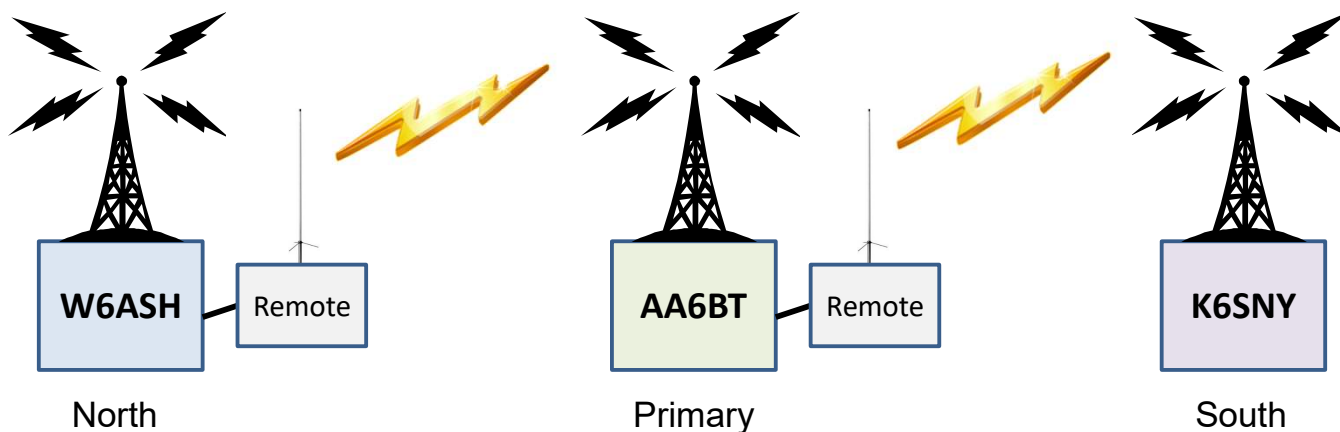 W6ASH
Remote
AA6BT
Remote
K6SNY
North
Primary
South